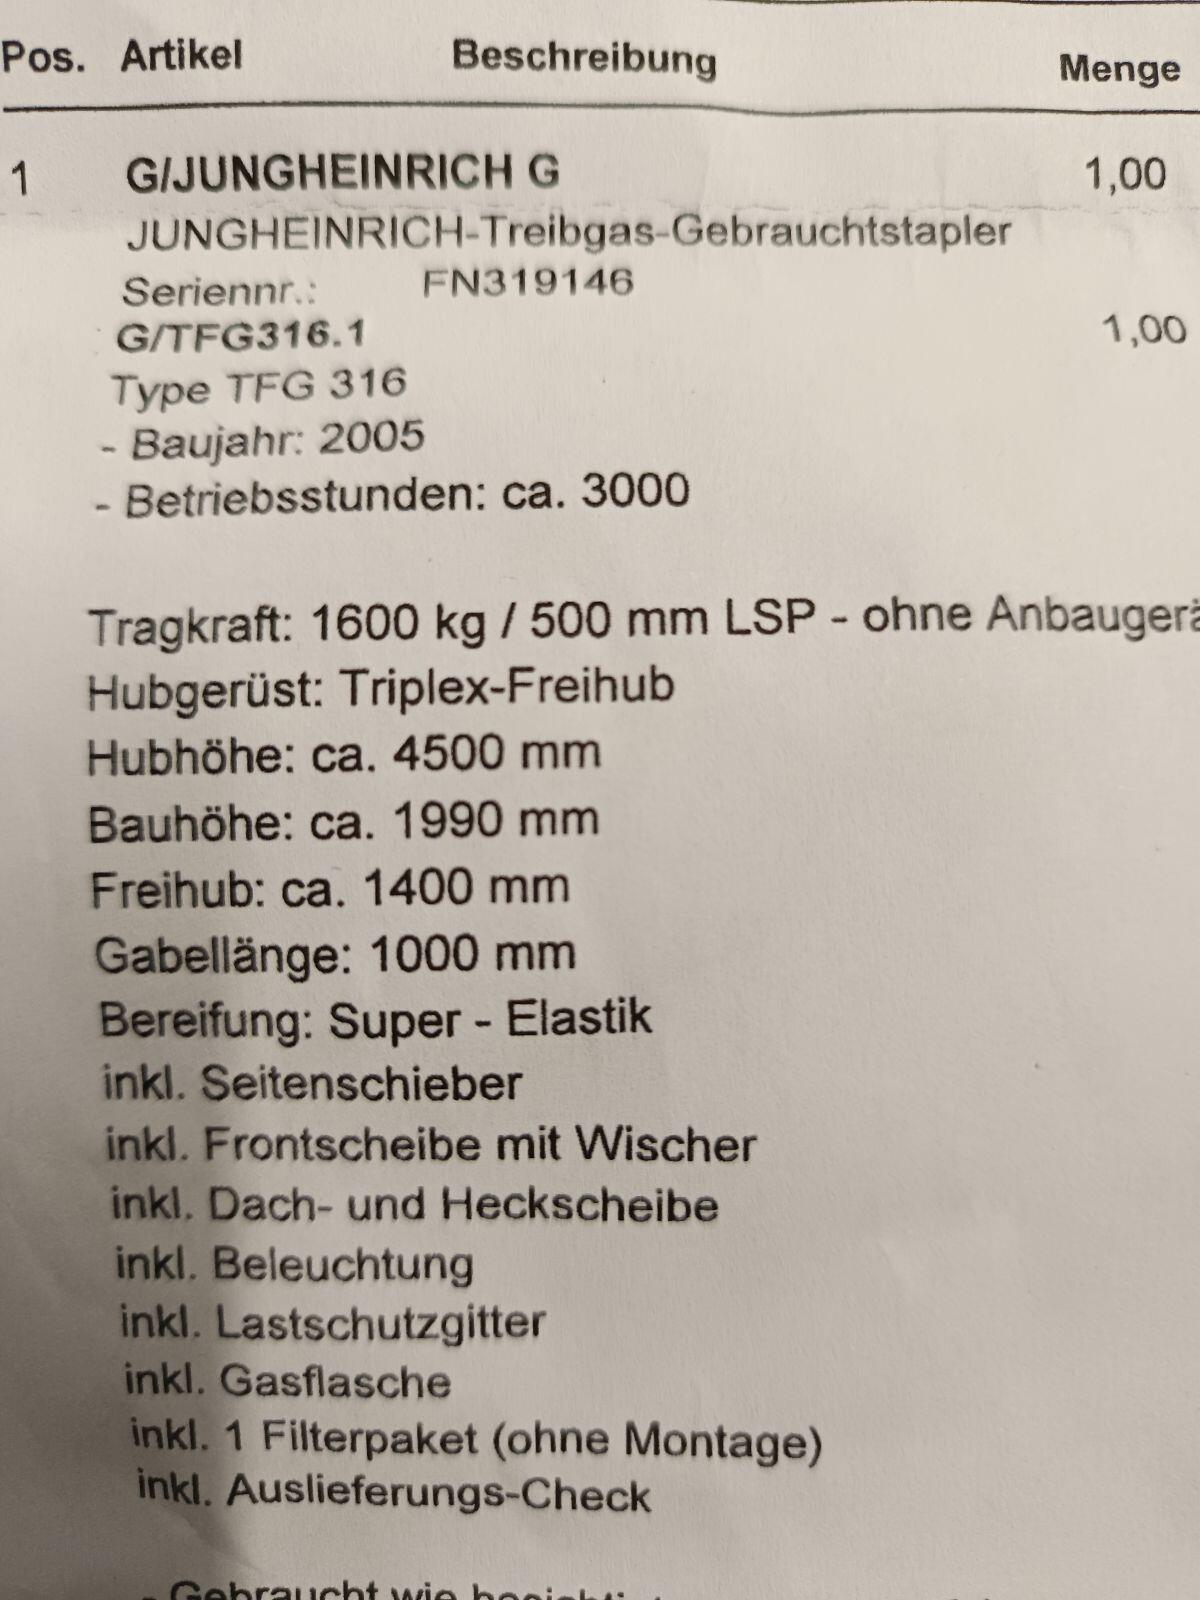 Pos. Artikel Beschreibung Menge
1 G/JUNGHEINRICH G 1,00
JUNGHEINRICH-Treibgas-Gebrauchtstapler
Seriennr.: FN319146
G/TFG316.1 1,00
Type TFG 316
- Baujahr: 2005
- Betriebsstunden: ca. 3000
Tragkraft: 1600 kg / 500 mm LSP - ohne Anbaugerä
Hubgerüst: Triplex-Freihub
Hubhöhe: ca. 4500 mm
Bauhöhe: ca. 1990 mm
Freihub: ca. 1400 mm
Gabellänge: 1000 mm
Bereifung: Super - Elastik
inkl. Seitenschieber
inkl. Frontscheibe mit Wischer
inkl. Dach- und Heckscheibe
inkl. Beleuchtung
inkl. Lastschutzgitter
inkl. Gasflasche
inkl. 1 Filterpaket (ohne Montage)
inkl. Auslieferungs-Check
- Gebraucht wie besichti